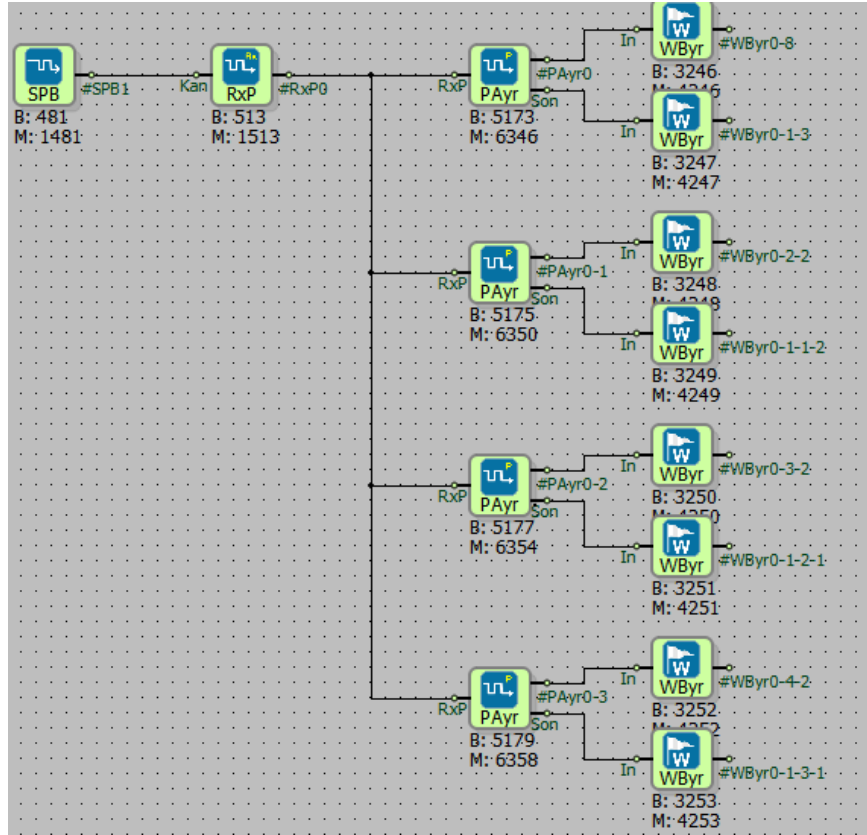 WByr
In
#WByr0-8
B: 3246
SPB
#SPB1
B: 481
M: 1481
Kan
RxP
#RxP0
B: 513
M: 1513
RxP
PAyr
#PAyr0
Son
B: 5173
M: 6346
In
WByr
#WByr0-1-3
B: 3247
M: 4247
RxP
PAyr
#PAyr0-1
Son
B: 5175
M: 6350
In
WByr
#WByr0-2-2
B: 3248
M: 4248
In
WByr
#WByr0-1-1-2
B: 3249
M: 4249
RxP
PAyr
#PAyr0-2
Son
B: 5177
M: 6354
In
WByr
#WByr0-3-2
B: 3250
M: 4250
In
WByr
#WByr0-1-2-1
B: 3251
M: 4251
RxP
PAyr
#PAyr0-3
Son
B: 5179
M: 6358
In
WByr
#WByr0-4-2
B: 3252
M: 4252
In
WByr
#WByr0-1-3-1
B: 3253
M: 4253